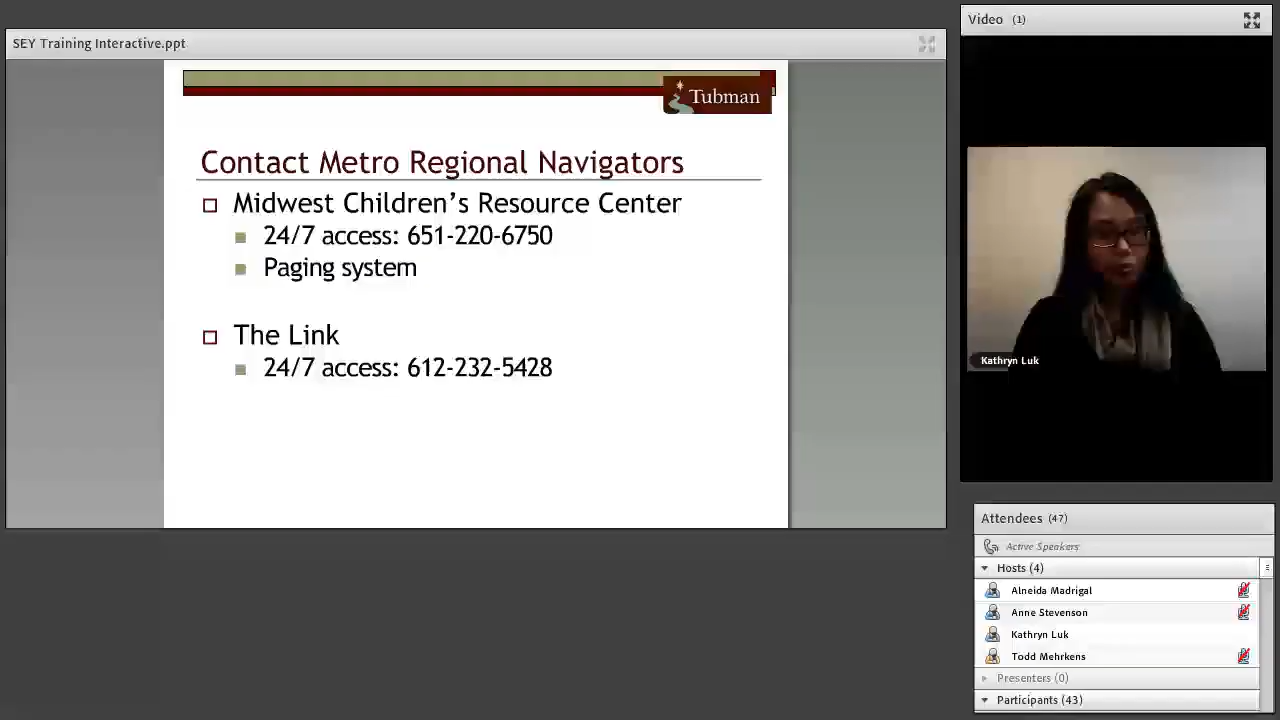 SEY Training Interactive.ppt
Tubman
Contact Metro Regional Navigators
Midwest Children's Resource Center
24/7 access: 651-220-6750
Paging system
The Link
24/7 access: 612-232-5428
Video (1)
Kathryn Luk
Attendees (47)
Active Speakers
Hosts (4)
Alneida Madrigal
Anne Stevenson
Kathryn Luk
Todd Mehrkens
Presenters (0)
Participants (43)